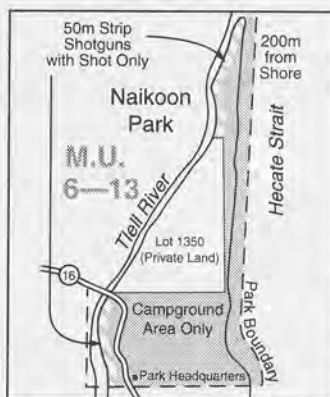 50m Strip
Shotguns
with Shot Only
200m
from
Shore
Naikoon
Park
Hecate Strait
M.U.
6—13
Tlell River
Lot 1350
(Private Land)
16
Campground
Area Only
Park Boundary
Park Headquarters